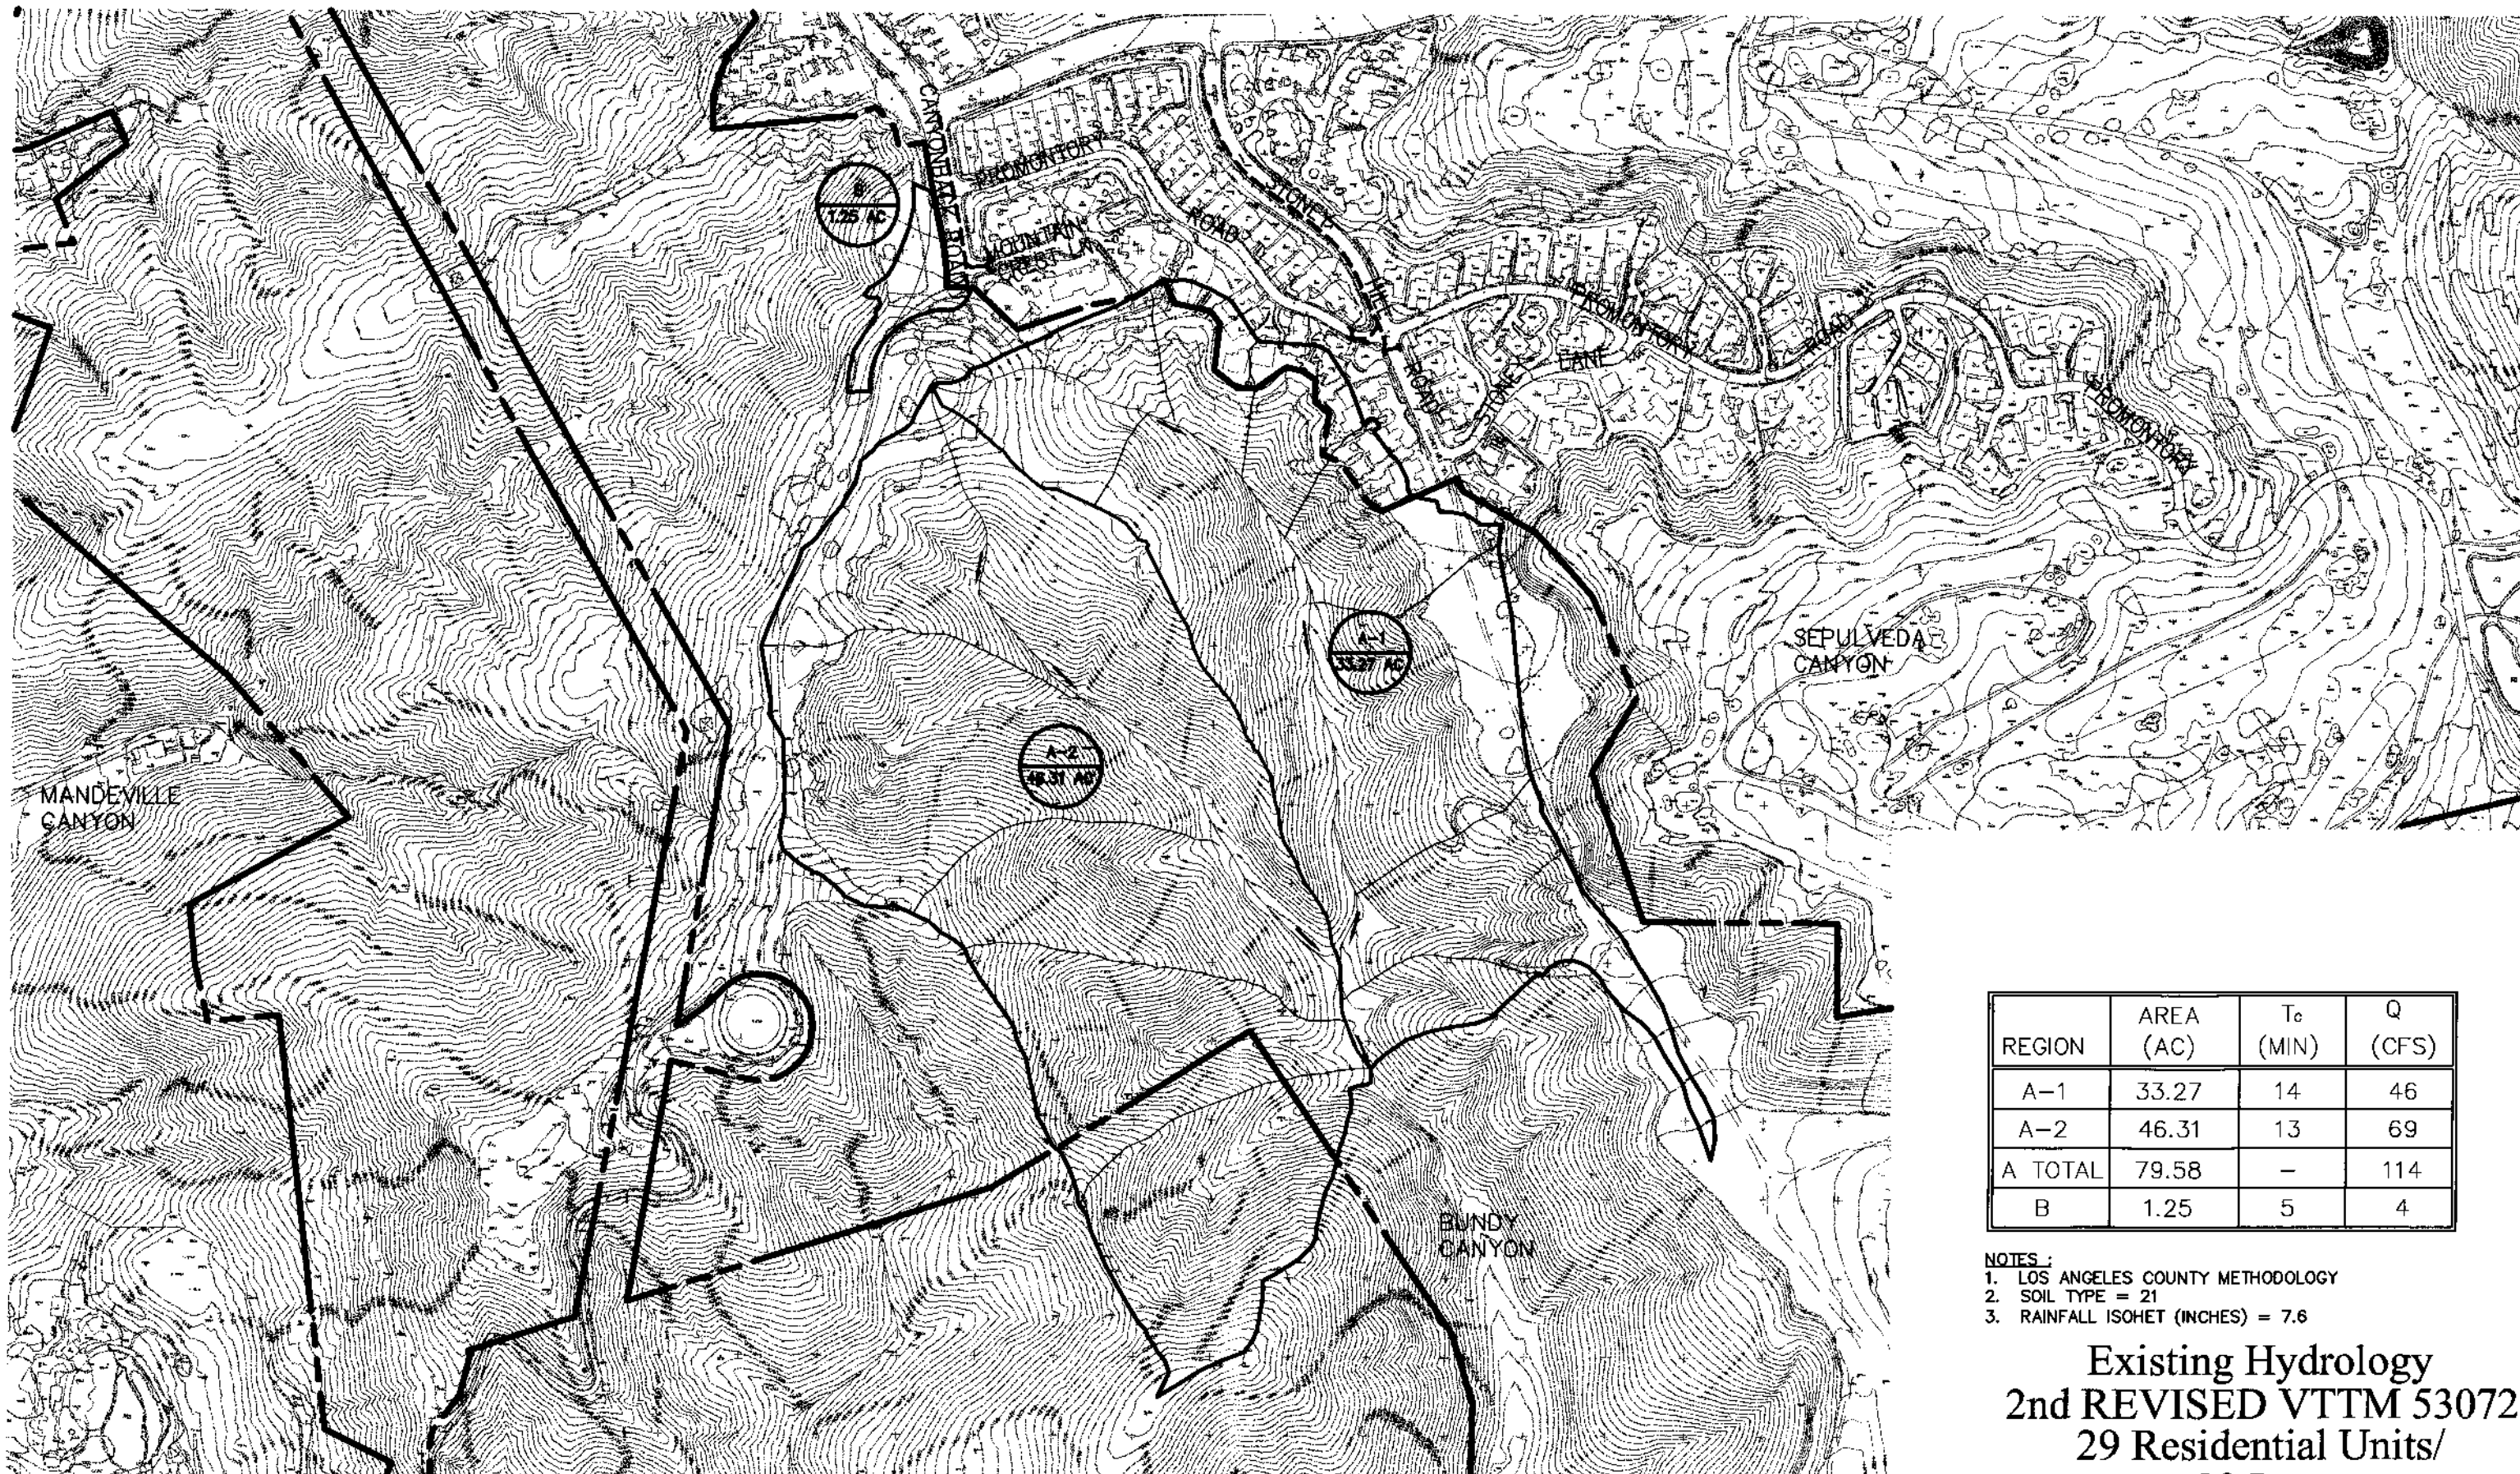 CANYONBACK ROAD
PROMONTORY
ROAD
MOUNTAIN
CREST LN
STONEY
HILL
ROAD
PROMONTORY
ROAD
STONEY
LANE
PROMONTORY
B
1.25 AC
A-1
33.27 AC
A-2
46.31 AC
SEPULVEDA
CANYON
MANDEVILLE
CANYON
BUNDY
CANYON
REGION AREA (AC) Tc (MIN) Q (CFS)
A-1 33.27 14 46
A-2 46.31 13 69
A TOTAL 79.58 – 114
B 1.25 5 4
NOTES :
1. LOS ANGELES COUNTY METHODOLOGY
2. SOIL TYPE = 21
3. RAINFALL ISOHET (INCHES) = 7.6
Existing Hydrology
2nd REVISED VTTM 53072
29 Residential Units/